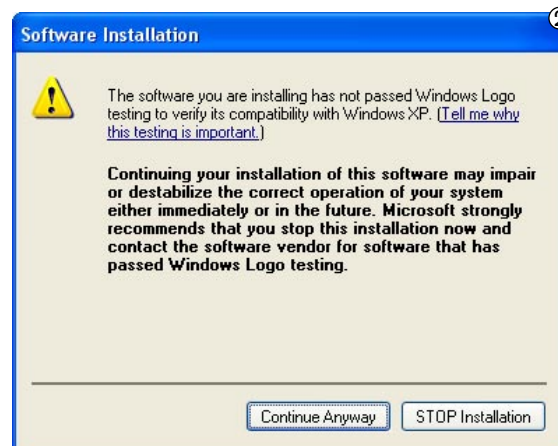 Software Installation
The software you are installing has not passed Windows Logo
testing to verify its compatibility with Windows XP. (Tell me why
this testing is important.)
Continuing your installation of this software may impair
or destabilize the correct operation of your system
either immediately or in the future. Microsoft strongly
recommends that you stop this installation now and
contact the software vendor for software that has
passed Windows Logo testing.
Continue Anyway
STOP Installation